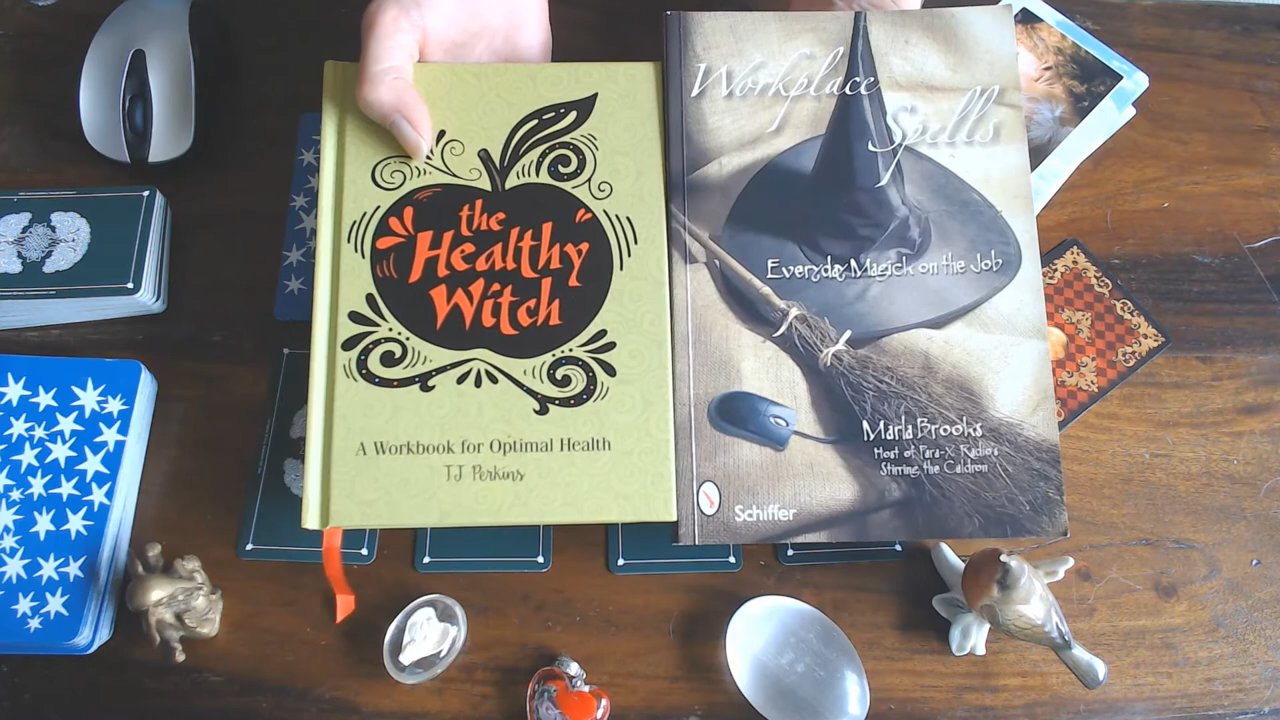 the
Healthy
Witch
A Workbook for Optimal Health
TJ Perkins
Workplace
Spells
Everyday Magick on the Job
Marla Brooks
Host of Para-X Radio's
Stirring the Caldron
Schiffer